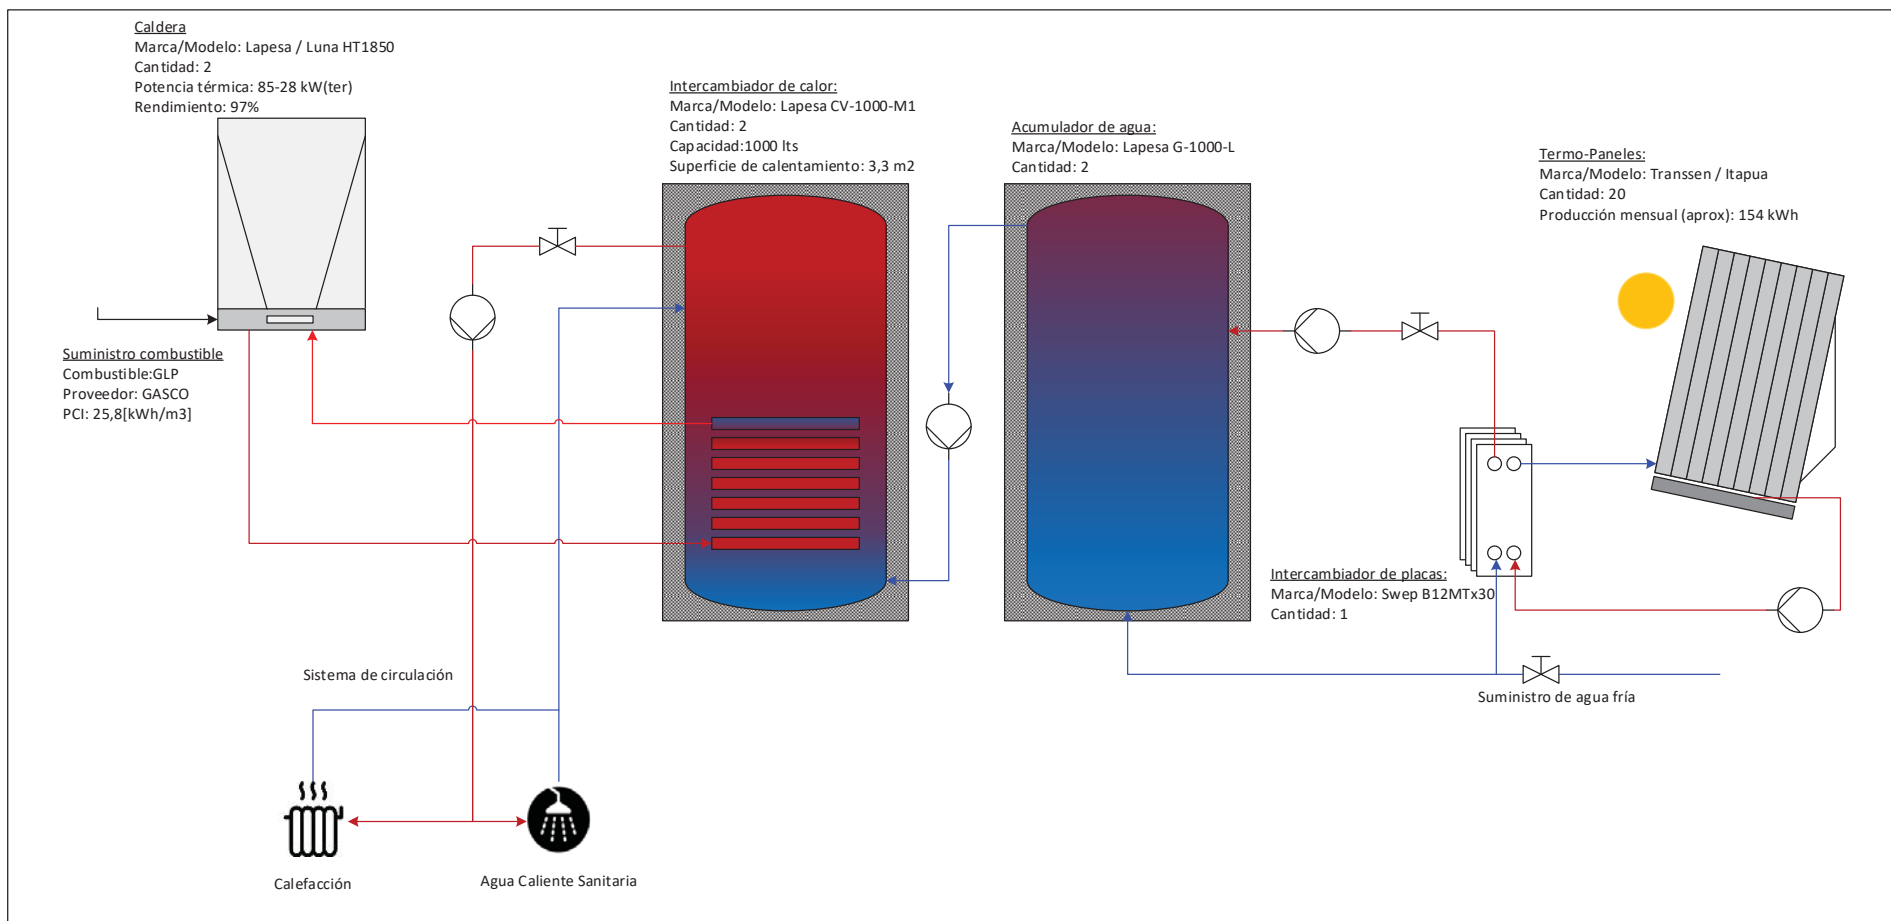 Caldera
Marca/Modelo: Lapesa / Luna HT1850
Cantidad: 2
Potencia térmica: 85-28 kW(ter)
Rendimiento: 97%
Intercambiador de calor:
Marca/Modelo: Lapesa CV-1000-M1
Cantidad: 2
Capacidad:1000 lts
Superficie de calentamiento: 3,3 m2
Acumulador de agua:
Marca/Modelo: Lapesa G-1000-L
Cantidad: 2
Termo-Paneles:
Marca/Modelo: Transsen / Itapua
Cantidad: 20
Producción mensual (aprox): 154 kWh
Suministro combustible
Combustible:GLP
Proveedor: GASCO
PCI: 25,8[kWh/m3]
Intercambiador de placas:
Marca/Modelo: Swep B12MTx30
Cantidad: 1
Sistema de circulación
Suministro de agua fría
Calefacción
Agua Caliente Sanitaria